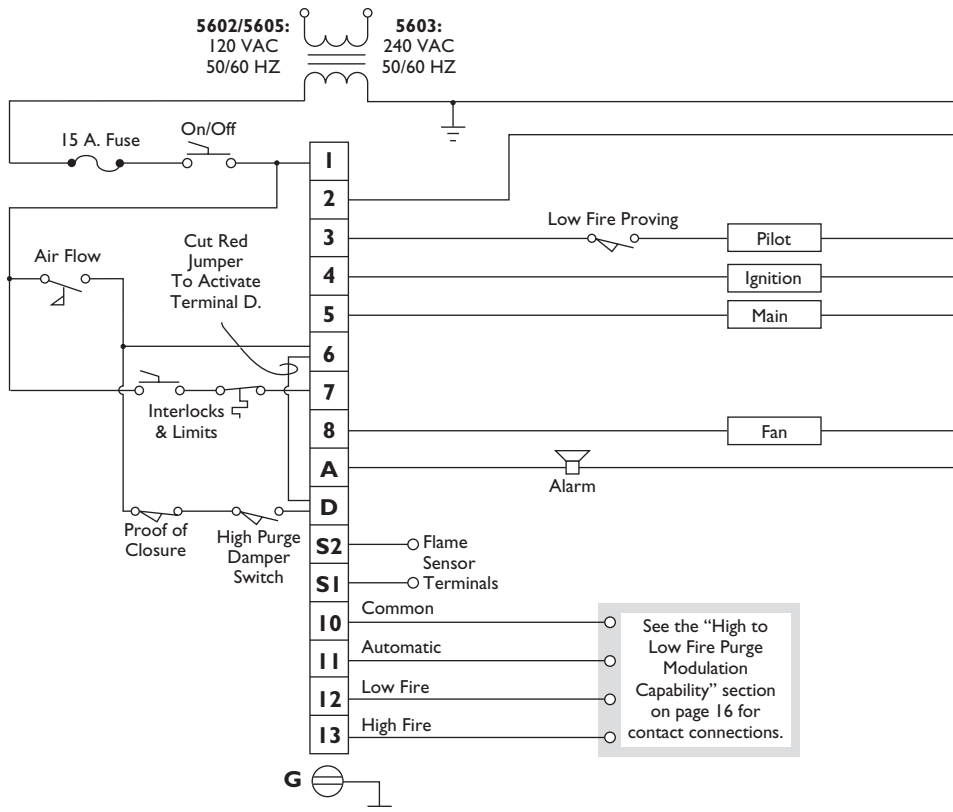 5602/5605:
120 VAC
50/60 HZ
5603:
240 VAC
50/60 HZ
15 A. Fuse
On/Off
1
2
Low Fire Proving
3
Pilot
Air Flow
Cut Red
Jumper
To Activate
Terminal D.
4
Ignition
5
Main
6
7
Interlocks
& Limits
8
Fan
A
Alarm
D
Proof of
Closure
High Purge
Damper
Switch
S2
S1
Flame
Sensor
Terminals
10
Common
11
Automatic
12
Low Fire
13
High Fire
See the “High to
Low Fire Purge
Modulation
Capability” section
on page 16 for
contact connections.
G